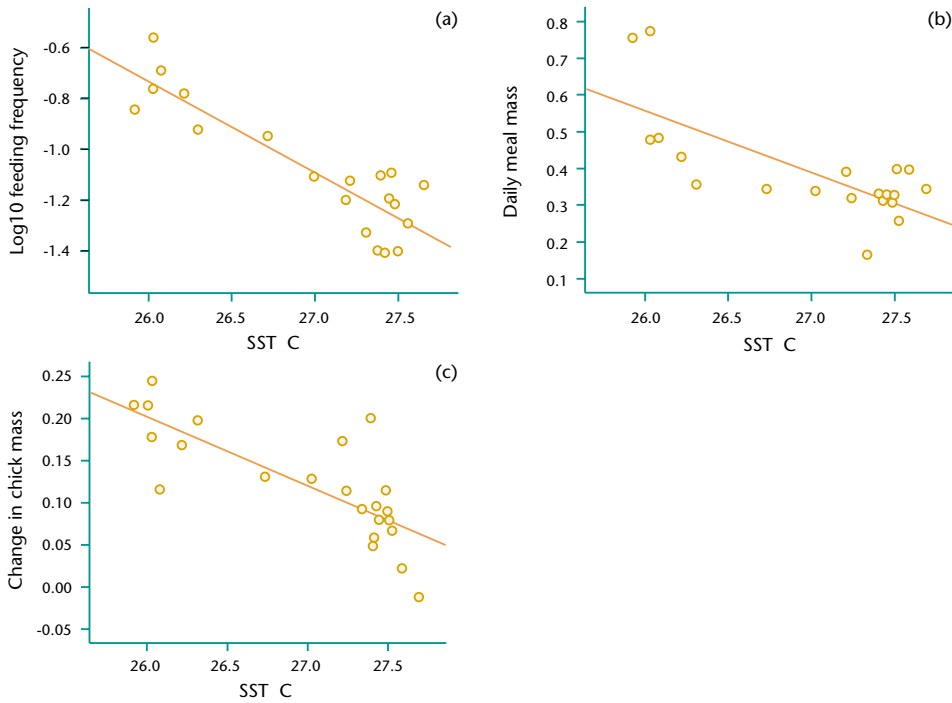 (a)
Log10 feeding frequency
-0.6
-0.8
-1.0
-1.2
-1.4
26.0 26.5 27.0 27.5
SST C
(b)
Daily meal mass
0.8
0.7
0.6
0.5
0.4
0.3
0.2
0.1
26.0 26.5 27.0 27.5
SST C
(c)
Change in chick mass
0.25
0.20
0.15
0.10
0.05
0.00
-0.05
26.0 26.5 27.0 27.5
SST C